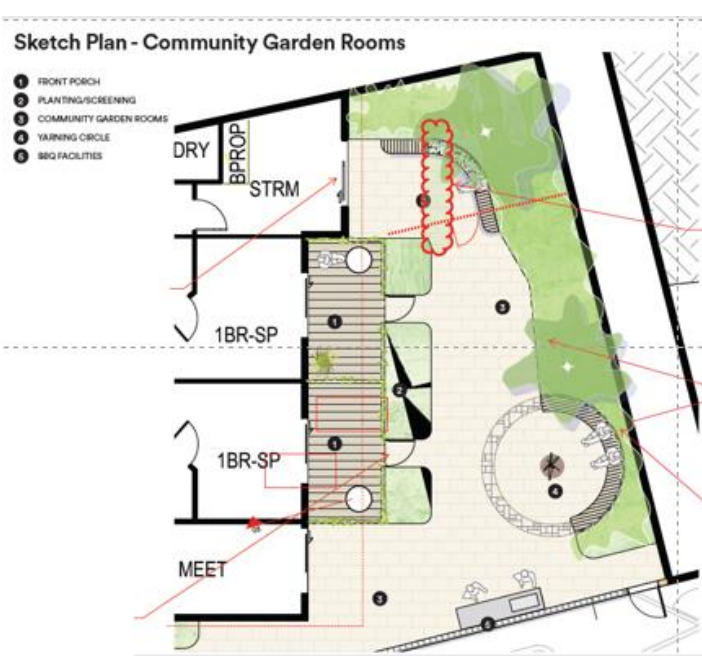 Sketch Plan - Community Garden Rooms
1 FRONT PORCH
2 PLANTING/SCREENING
3 COMMUNITY GARDEN ROOMS
4 YARNING CIRCLE
5 BBQ FACILITIES
DRY
BPROP
STRM
3
1
1BR-SP
2
1
1BR-SP
4
MEET
3
5